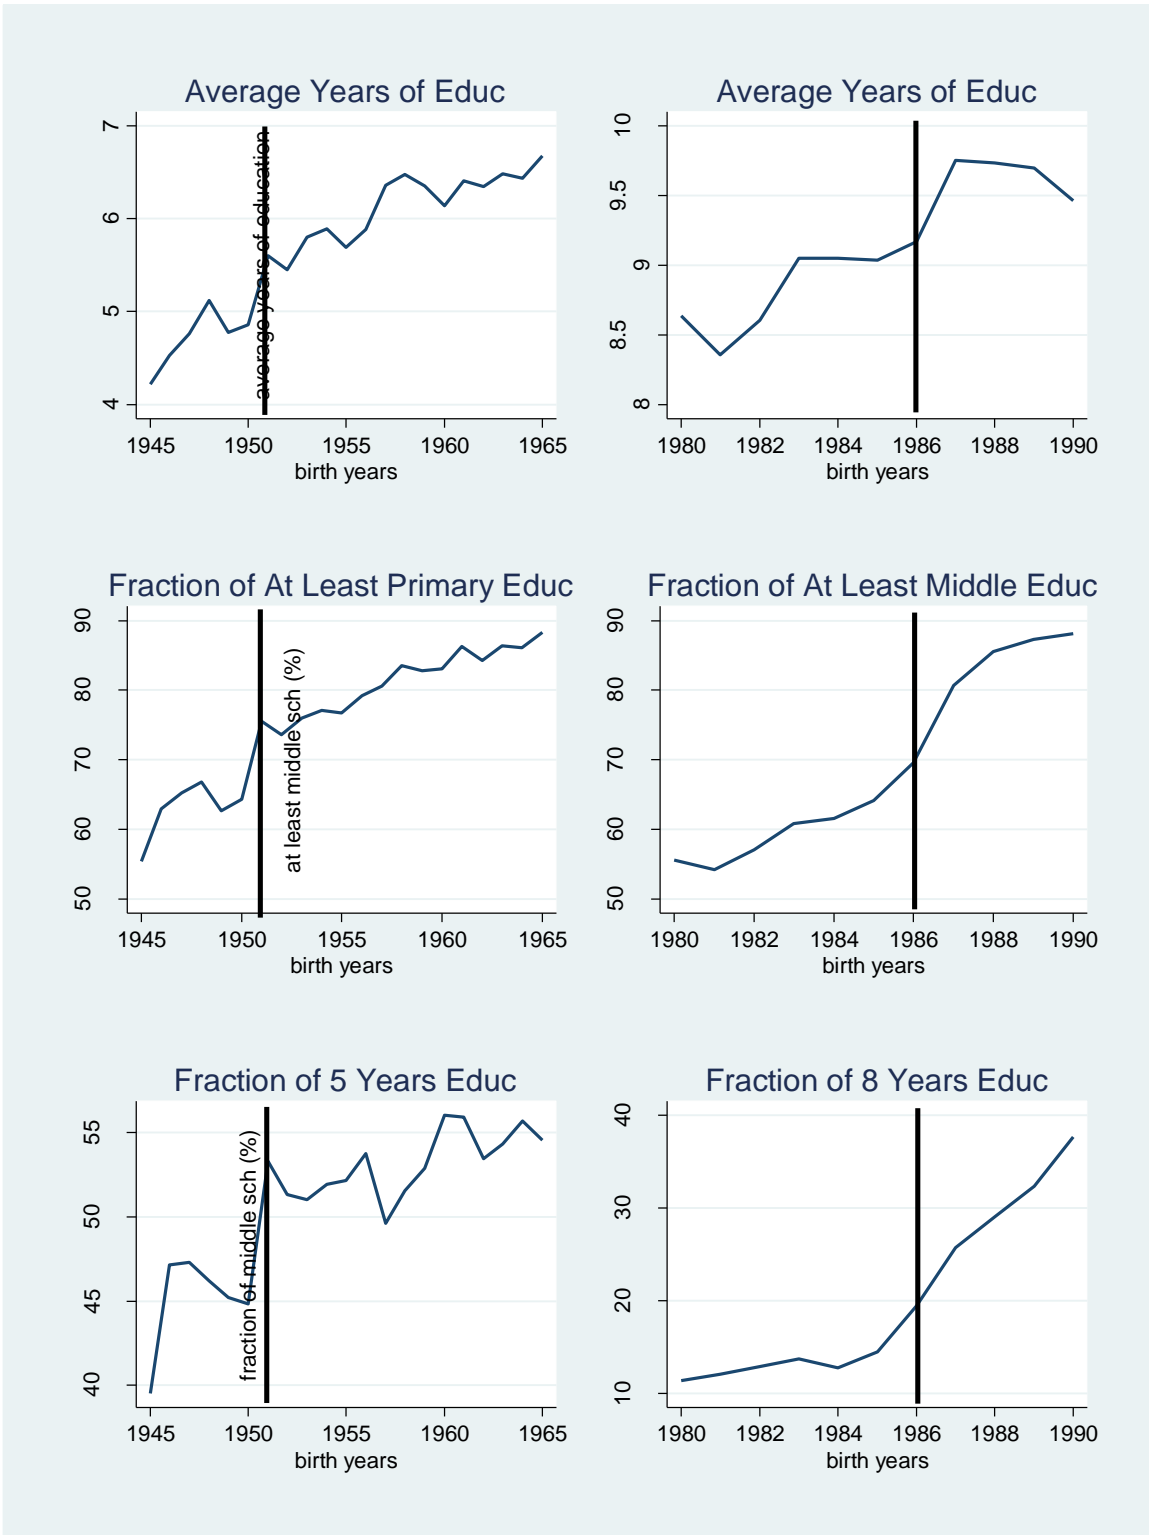 Average Years of Educ
average years of education
7
6
5
4
1945 1950 1955 1960 1965
birth years
Average Years of Educ
10
9.5
9
8.5
8
1980 1982 1984 1986 1988 1990
birth years
Fraction of At Least Primary Educ
at least middle sch (%)
90
80
70
60
50
1945 1950 1955 1960 1965
birth years
Fraction of At Least Middle Educ
90
80
70
60
50
1980 1982 1984 1986 1988 1990
birth years
Fraction of 5 Years Educ
fraction of middle sch (%)
55
50
45
40
1945 1950 1955 1960 1965
birth years
Fraction of 8 Years Educ
40
30
20
10
1980 1982 1984 1986 1988 1990
birth years